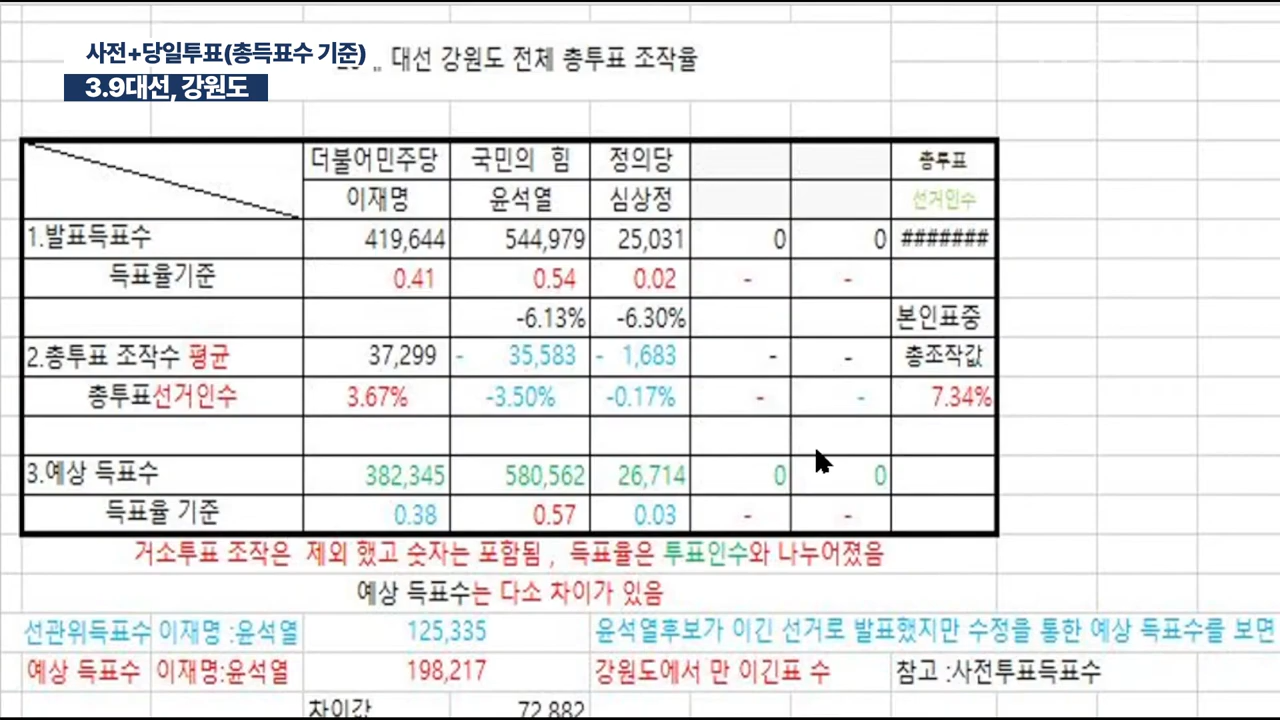 사전+당일투표(총득표수 기준)
대선 강원도 전체 총투표 조작율
3.9대선, 강원도
더불어민주당 국민의 힘 정의당 총투표
이재명 윤석열 심상정 선거인수
1.발표득표수 419,644 544,979 25,031 0 0 #######
득표율기준 0.41 0.54 0.02 - -
-6.13% -6.30% 본인표중
2.총투표 조작수 평균 37,299 - 35,583 - 1,683 - - 총조작값
총투표선거인수 3.67% -3.50% -0.17% - - 7.34%
3.예상 득표수 382,345 580,562 26,714 0 0
득표율 기준 0.38 0.57 0.03 - -
거소투표 조작은 제외 했고 숫자는 포함됨 , 득표율은 투표인수와 나누어졌음
예상 득표수는 다소 차이가 있음
선관위득표수 이재명 :윤석열 125,335 윤석열후보가 이긴 선거로 발표했지만 수정을 통한 예상 득표수를 보면
예상 득표수 이재명:윤석열 198,217 강원도에서 만 이긴표 수 참고 :사전투표득표수
차이값 72,882